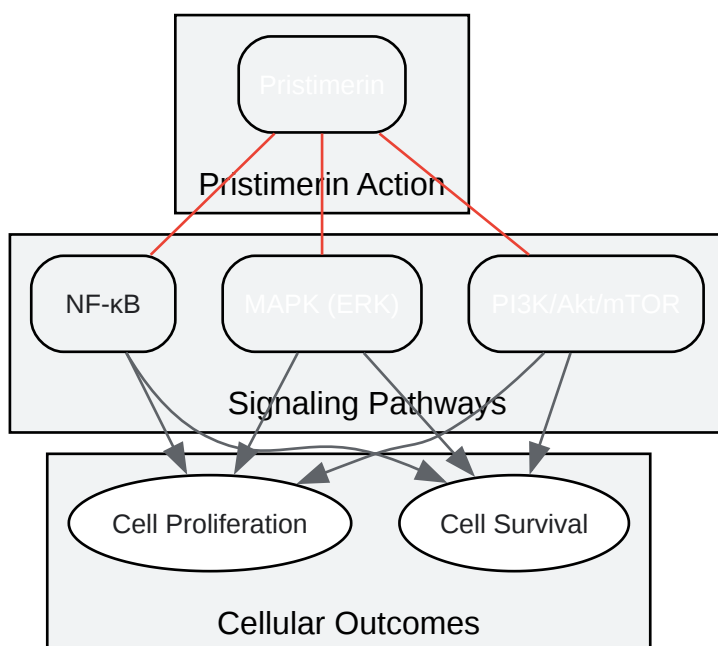 Pristimerin
Pristimerin Action
NF-κB
MAPK (ERK)
PI3K/Akt/mTOR
Signaling Pathways
Cell Proliferation
Cell Survival
Cellular Outcomes